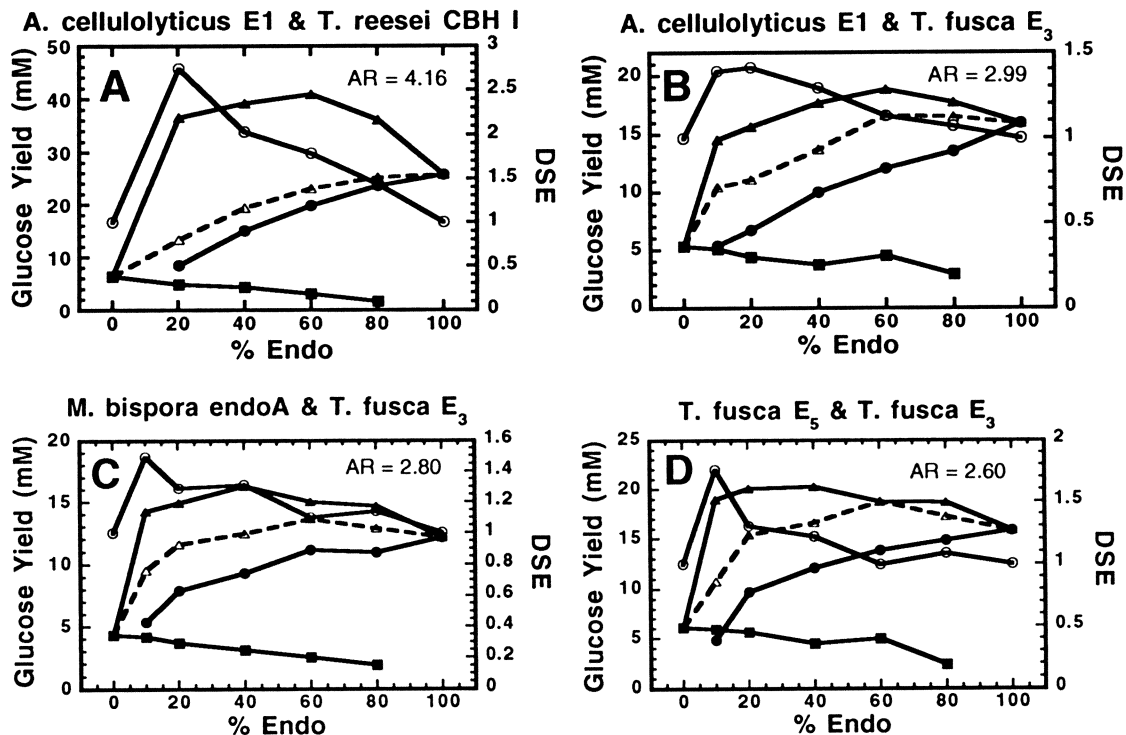 A. cellulolyticus E1 & T. reesei CBH I
A
AR = 4.16
Glucose Yield (mM)
50
40
30
20
10
0
3
2.5
2
1.5
1
0.5
0
DSE
0 20 40 60 80 100
% Endo
A. cellulolyticus E1 & T. fusca E3
B
AR = 2.99
Glucose Yield (mM)
20
15
10
5
0
1.5
1
0.5
0
DSE
0 20 40 60 80 100
% Endo
M. bispora endoA & T. fusca E3
C
AR = 2.80
Glucose Yield (mM)
20
15
10
5
0
1.6
1.4
1.2
1
0.8
0.6
0.4
0.2
0
DSE
0 20 40 60 80 100
% Endo
T. fusca E5 & T. fusca E3
D
AR = 2.60
Glucose Yield (mM)
25
20
15
10
5
0
2
1.5
1
0.5
0
DSE
0 20 40 60 80 100
% Endo